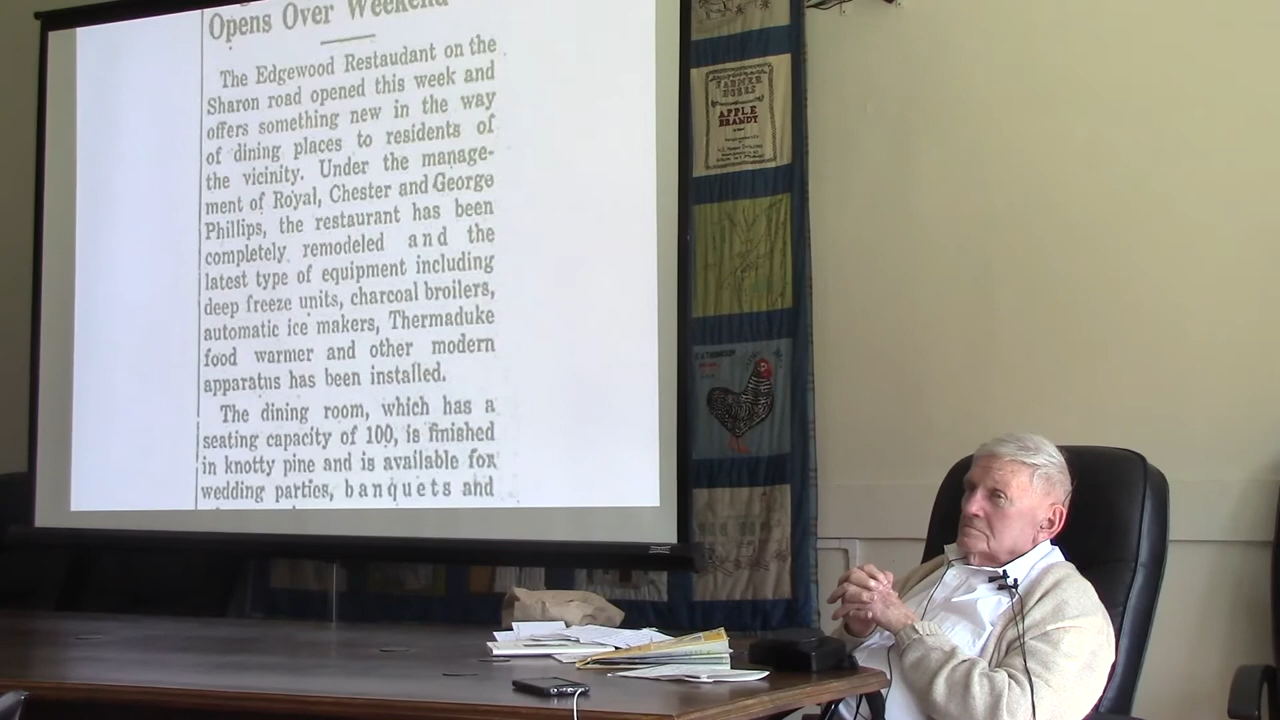 Opens Over Weekend
The Edgewood Restaudant on the
Sharon road opened this week and
offers something new in the way
of dining places to residents of
the vicinity. Under the manage-
ment of Royal, Chester and George
Phillips, the restaurant has been
completely remodeled and the
latest type of equipment including
deep freeze units, charcoal broilers,
automatic ice makers, Thermaduke
food warmer and other modern
apparatus has been installed.
The dining room, which has a
seating capacity of 100, is finished
in knotty pine and is available for
wedding parties, banquets and
APPLE
BRANDY